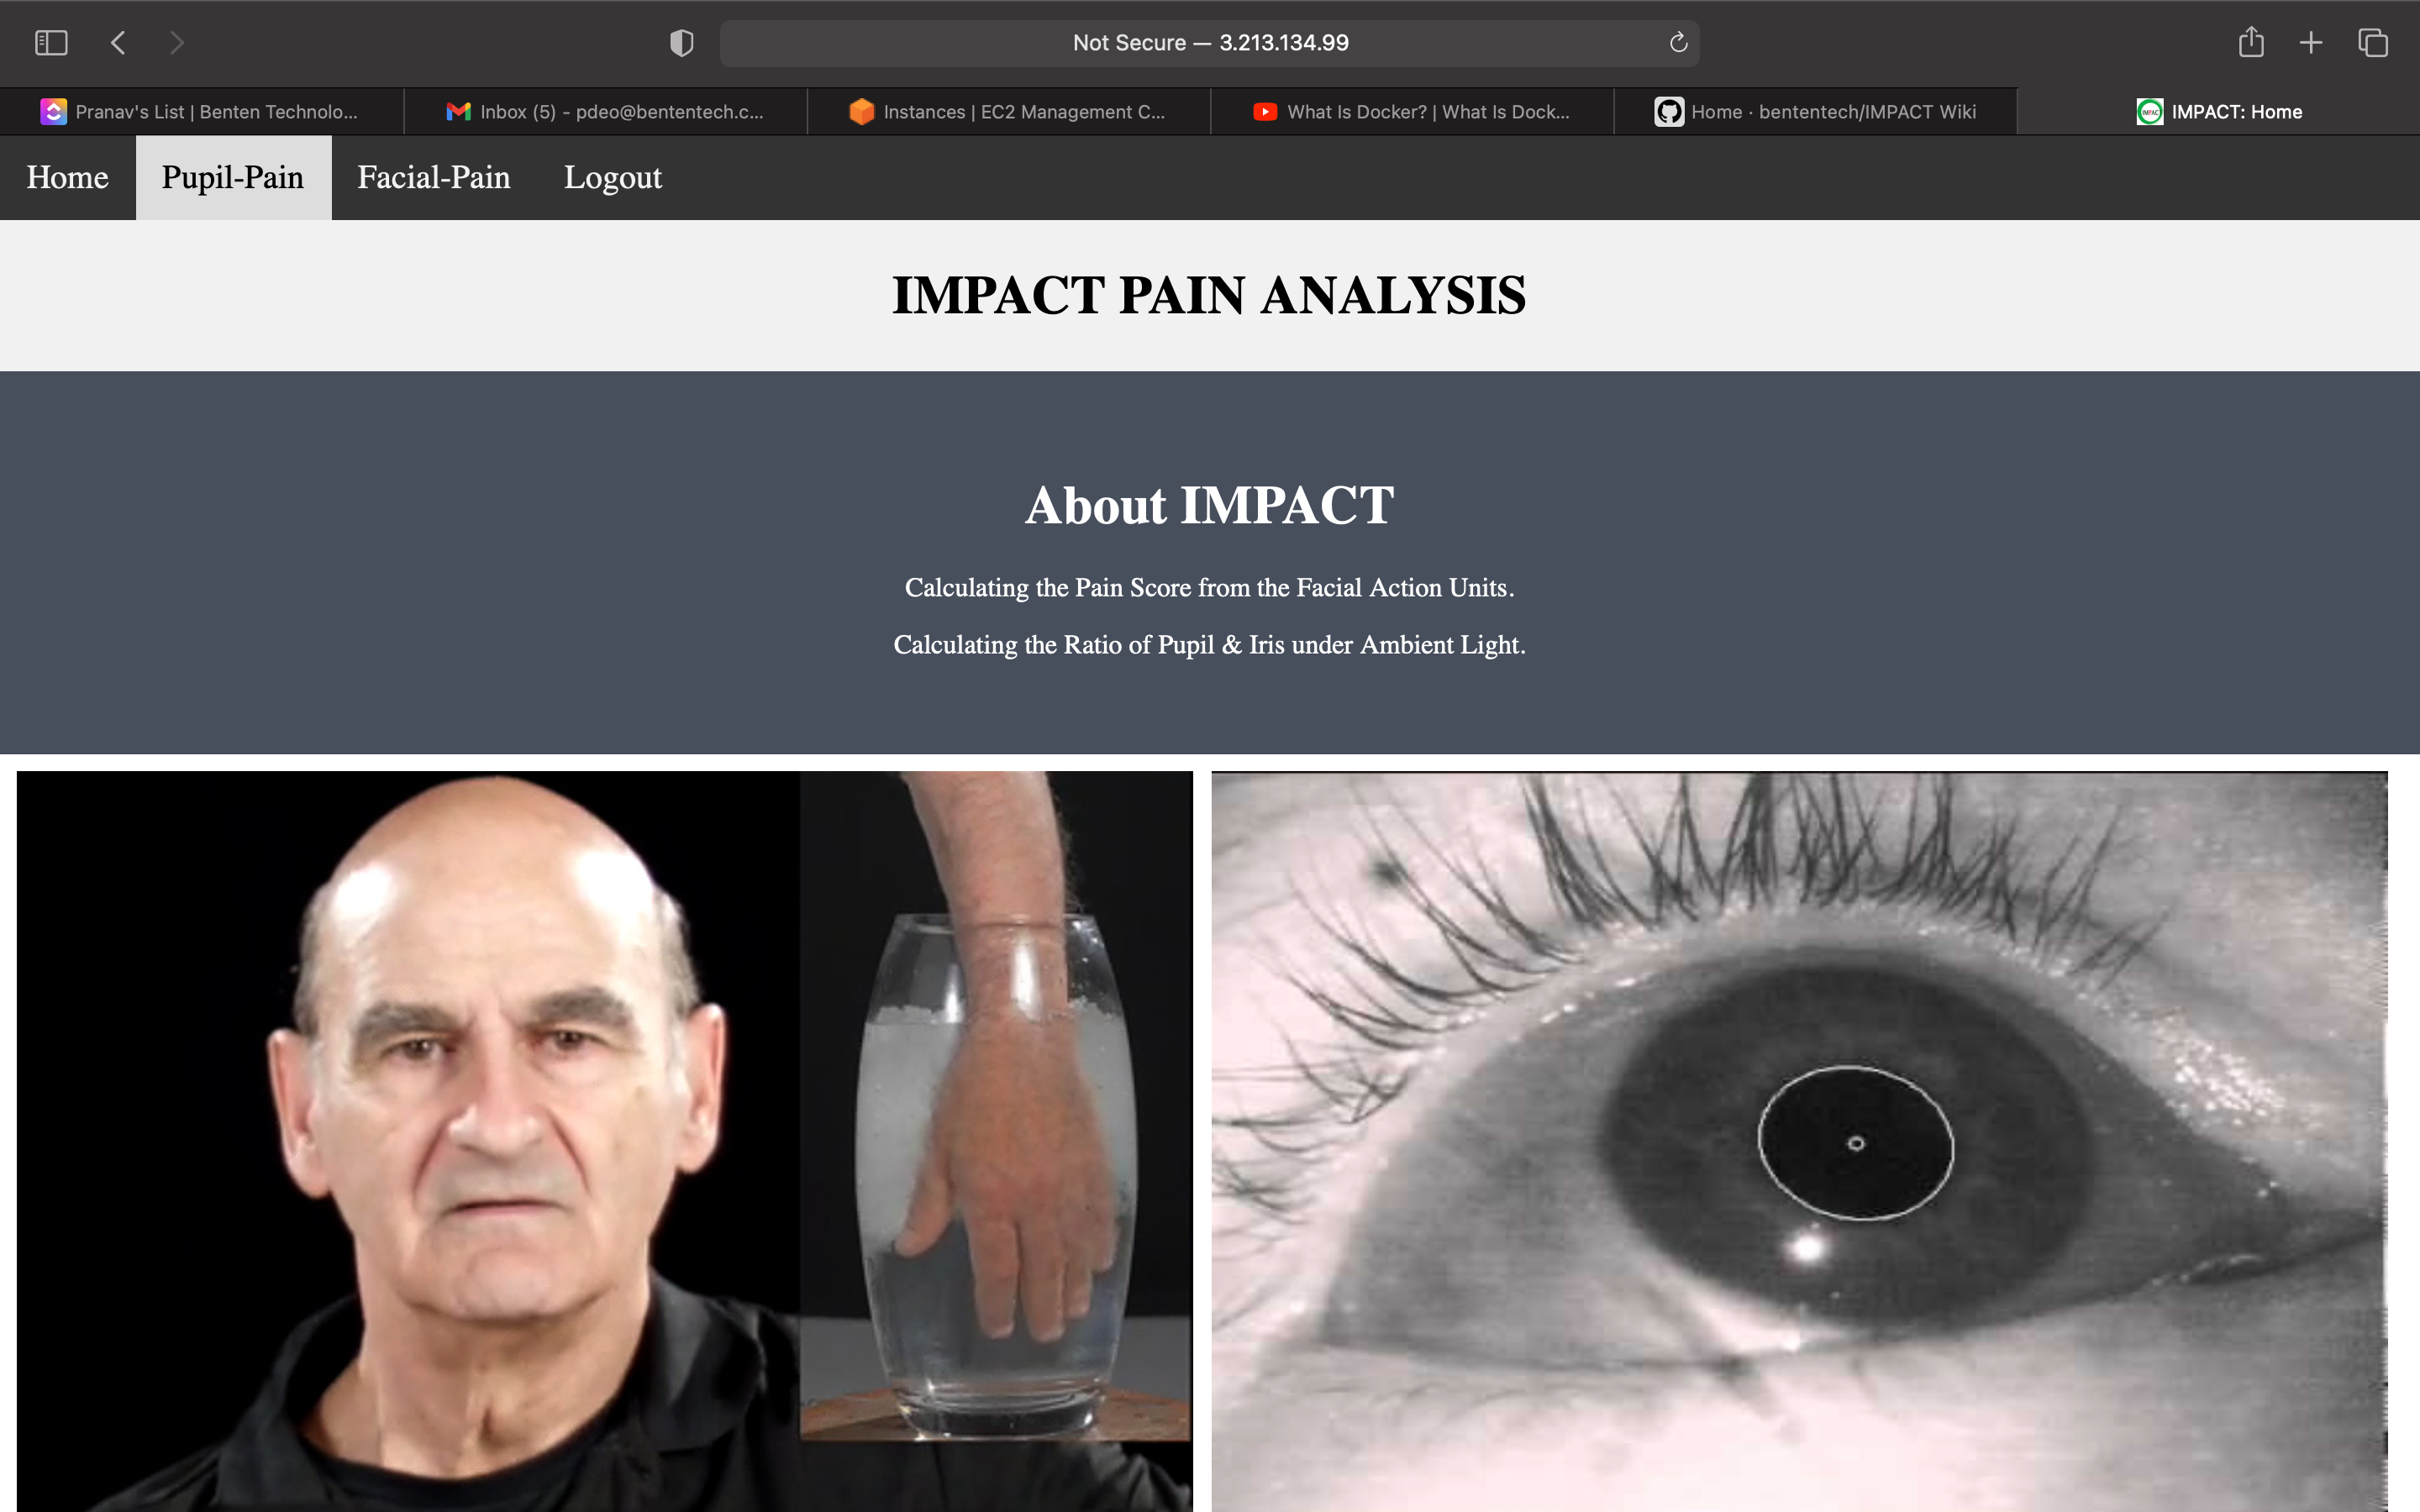 Not Secure — 3.213.134.99
Pranav's List | Benten Technolo...
Inbox (5) - pdeo@bententech.c...
Instances | EC2 Management C...
What Is Docker? | What Is Dock...
Home · bententech/IMPACT Wiki
IMPACT: Home
Home Pupil-Pain Facial-Pain Logout
IMPACT PAIN ANALYSIS
About IMPACT
Calculating the Pain Score from the Facial Action Units.
Calculating the Ratio of Pupil & Iris under Ambient Light.